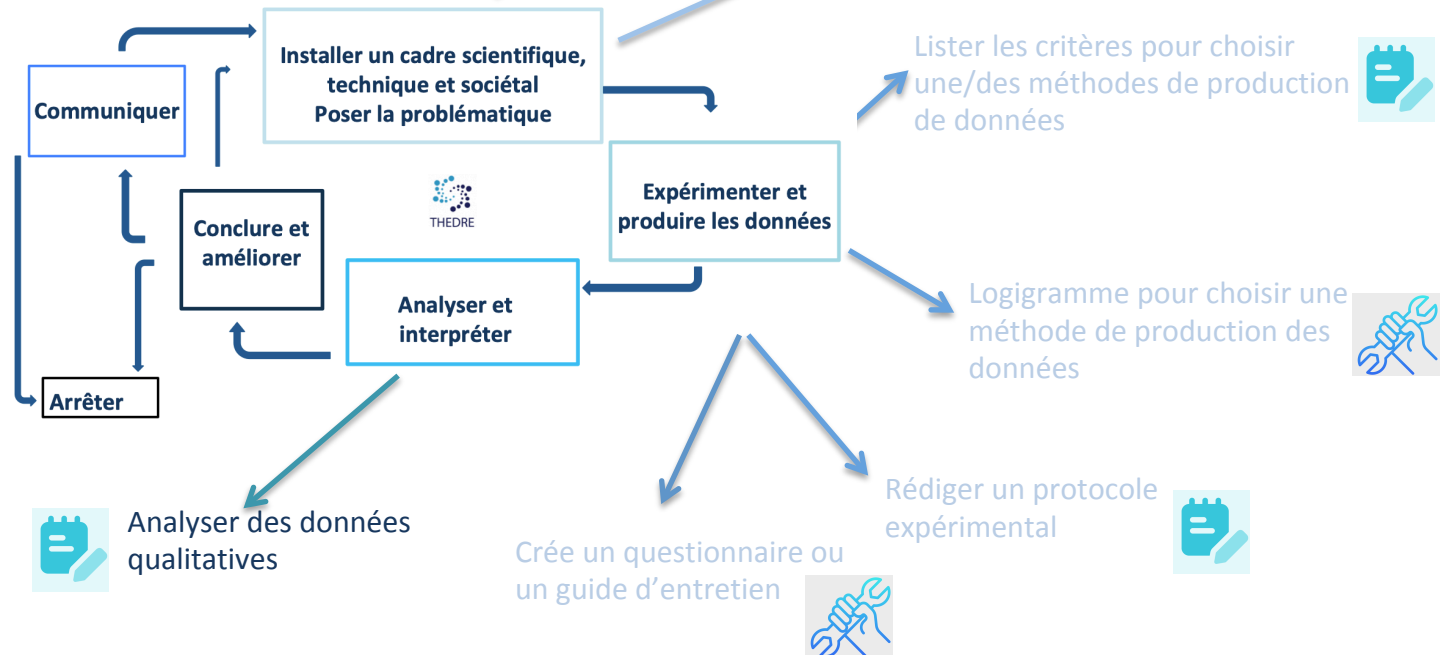 Installer un cadre scientifique,
technique et sociétal
Poser la problématique
Communiquer
Lister les critères pour choisir
une/des méthodes de production
de données
Expérimenter et
produire les données
THEDRE
Conclure et
améliorer
Analyser et
interpréter
Logigramme pour choisir une
méthode de production des
données
Arrêter
Analyser des données
qualitatives
Rédiger un protocole
expérimental
Crée un questionnaire ou
un guide d'entretien